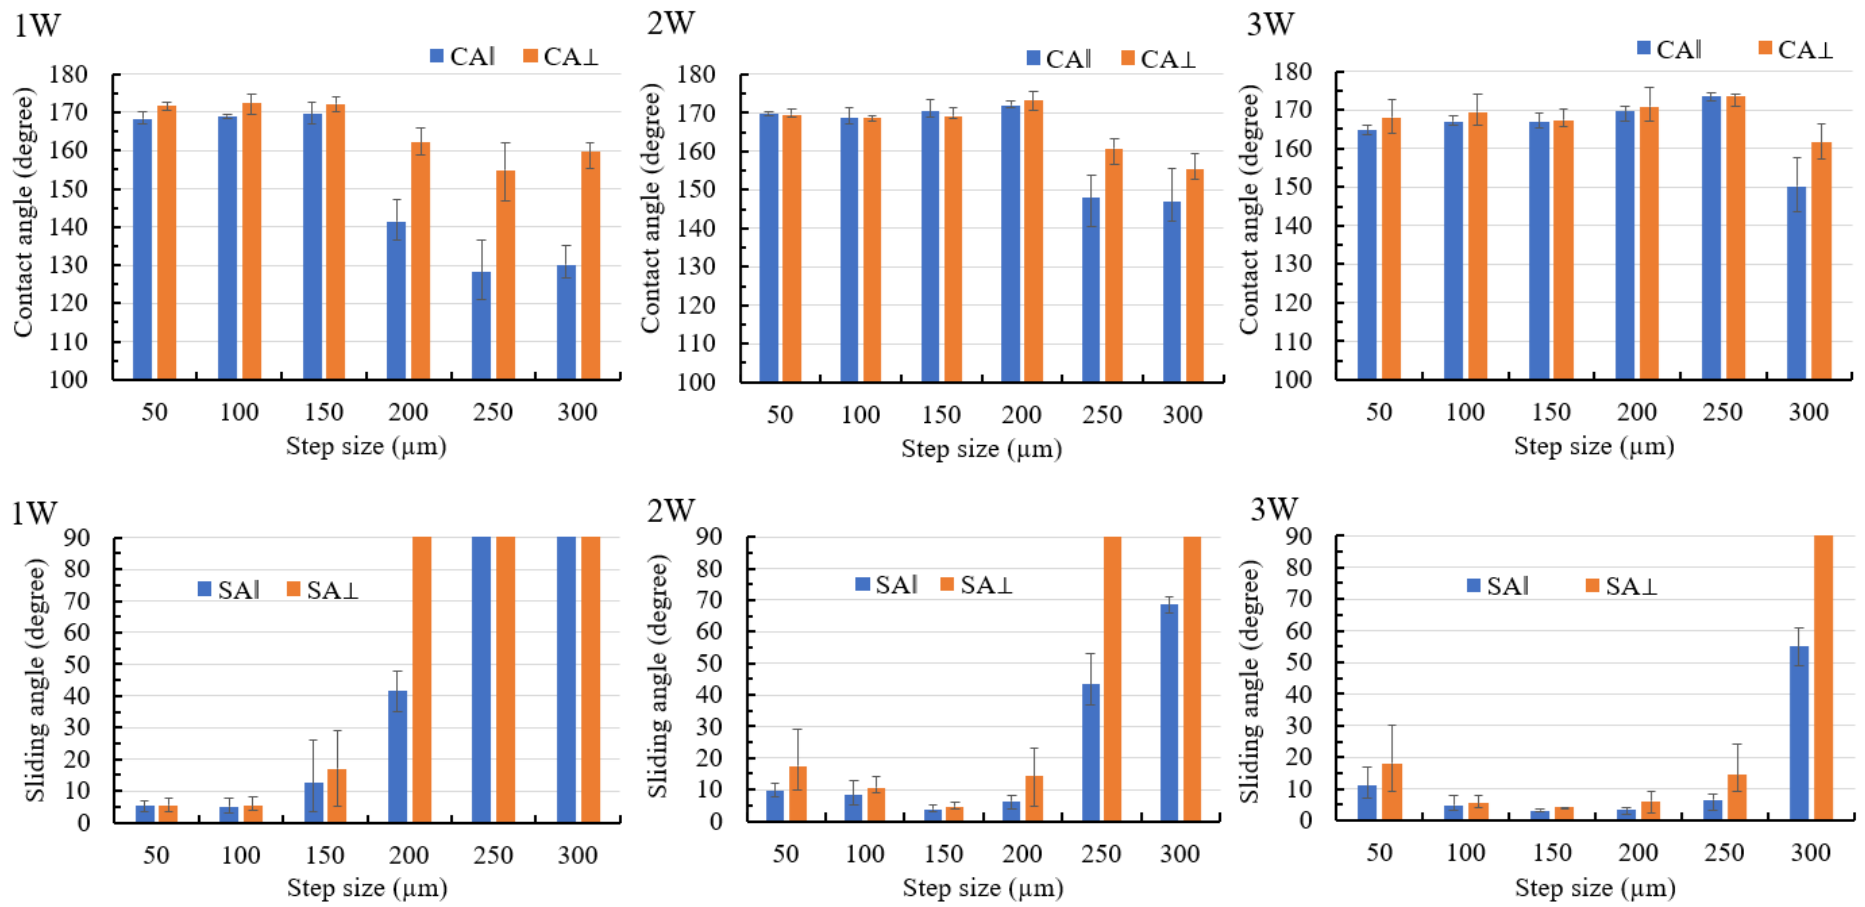 1W
CA∥ CA⊥
Contact angle (degree)
180
170
160
150
140
130
120
110
100
50 100 150 200 250 300
Step size (µm)
2W
CA∥ CA⊥
Contact angle (degree)
180
170
160
150
140
130
120
110
100
50 100 150 200 250 300
Step size (µm)
3W
CA∥ CA⊥
Contact angle (degree)
180
170
160
150
140
130
120
110
100
50 100 150 200 250 300
Step size (µm)
1W
SA∥ SA⊥
Sliding angle (degree)
90
80
70
60
50
40
30
20
10
0
50 100 150 200 250 300
Step size (µm)
2W
SA∥ SA⊥
Sliding angle (degree)
90
80
70
60
50
40
30
20
10
0
50 100 150 200 250 300
Step size (µm)
3W
SA∥ SA⊥
Sliding angle (degree)
90
80
70
60
50
40
30
20
10
0
50 100 150 200 250 300
Step size (µm)